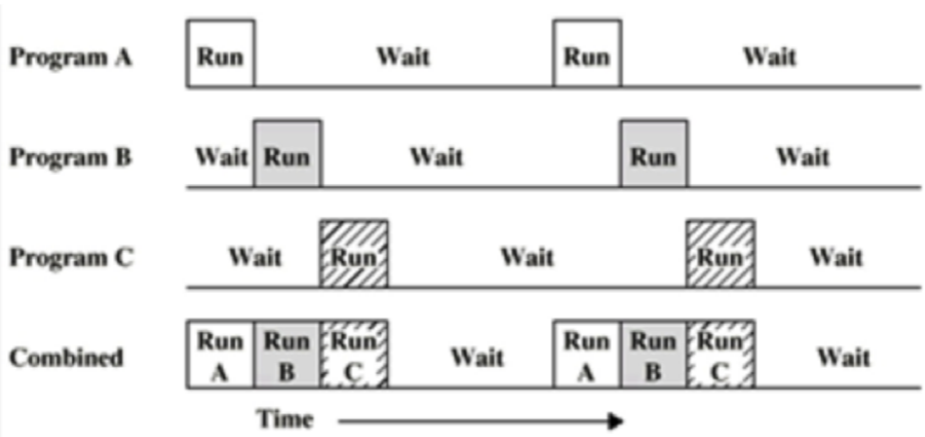 Program A Run Wait Run Wait
Program B Wait Run Wait Run Wait
Program C Wait Run Wait Run Wait
Combined Run A Run B Run C Wait Run A Run B Run C Wait
Time